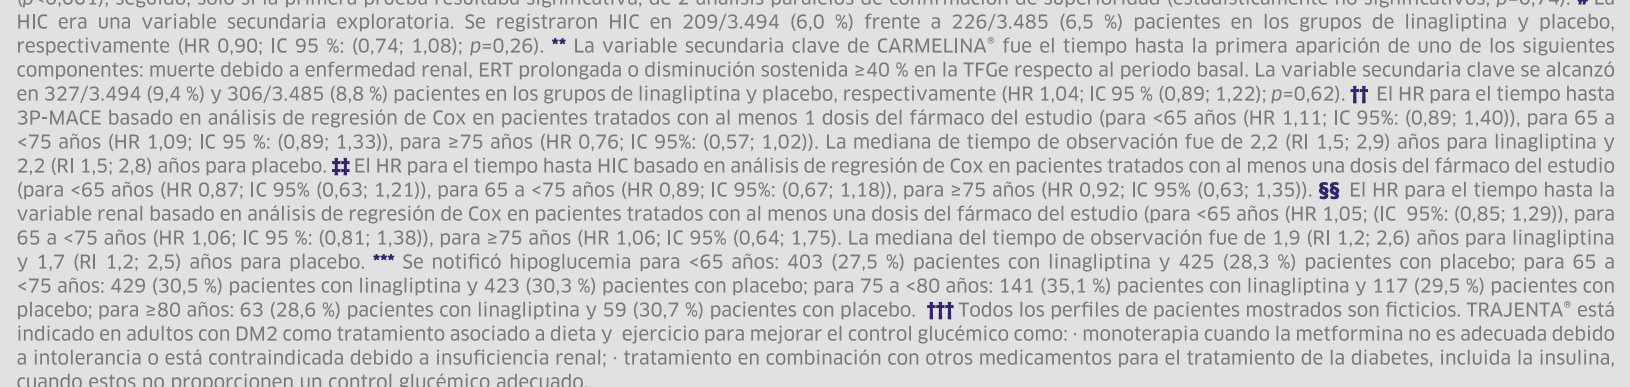 (p<0,001), seguido, solo si la primera prueba resultaba significativa, de 2 análisis paralelos de confirmación de superioridad (estadísticamente no significativos, p=0,74). # La
HIC era una variable secundaria exploratoria. Se registraron HIC en 209/3.494 (6,0 %) frente a 226/3.485 (6,5 %) pacientes en los grupos de linagliptina y placebo,
respectivamente (HR 0,90; IC 95 %: (0,74; 1,08); p=0,26). ** La variable secundaria clave de CARMELINA® fue el tiempo hasta la primera aparición de uno de los siguientes
componentes: muerte debido a enfermedad renal, ERT prolongada o disminución sostenida ≥40 % en la TFGe respecto al periodo basal. La variable secundaria clave se alcanzó
en 327/3.494 (9,4 %) y 306/3.485 (8,8 %) pacientes en los grupos de linagliptina y placebo, respectivamente (HR 1,04; IC 95 % (0,89; 1,22); p=0,62). †† El HR para el tiempo hasta
3P-MACE basado en análisis de regresión de Cox en pacientes tratados con al menos 1 dosis del fármaco del estudio (para <65 años (HR 1,11; IC 95%: (0,89; 1,40)), para 65 a
<75 años (HR 1,09; IC 95 %: (0,89; 1,33)), para ≥75 años (HR 0,76; IC 95%: (0,57; 1,02)). La mediana de tiempo de observación fue de 2,2 (RI 1,5; 2,9) años para linagliptina y
2,2 (RI 1,5; 2,8) años para placebo. ‡‡ El HR para el tiempo hasta HIC basado en análisis de regresión de Cox en pacientes tratados con al menos una dosis del fármaco del estudio
(para <65 años (HR 0,87; IC 95% (0,63; 1,21)), para 65 a <75 años (HR 0,89; IC 95%: (0,67; 1,18)), para ≥75 años (HR 0,92; IC 95% (0,63; 1,35)). §§ El HR para el tiempo hasta la
variable renal basado en análisis de regresión de Cox en pacientes tratados con al menos una dosis del fármaco del estudio (para <65 años (HR 1,05; (IC 95%: (0,85; 1,29)), para
65 a <75 años (HR 1,06; IC 95 %: (0,81; 1,38)), para ≥75 años (HR 1,06; IC 95% (0,64; 1,75). La mediana del tiempo de observación fue de 1,9 (RI 1,2; 2,6) años para linagliptina
y 1,7 (RI 1,2; 2,5) años para placebo. *** Se notificó hipoglucemia para <65 años: 403 (27,5 %) pacientes con linagliptina y 425 (28,3 %) pacientes con placebo; para 65 a
<75 años: 429 (30,5 %) pacientes con linagliptina y 423 (30,3 %) pacientes con placebo; para 75 a <80 años: 141 (35,1 %) pacientes con linagliptina y 117 (29,5 %) pacientes con
placebo; para ≥80 años: 63 (28,6 %) pacientes con linagliptina y 59 (30,7 %) pacientes con placebo. ††† Todos los perfiles de pacientes mostrados son ficticios. TRAJENTA® está
indicado en adultos con DM2 como tratamiento asociado a dieta y ejercicio para mejorar el control glucémico como: · monoterapia cuando la metformina no es adecuada debido
a intolerancia o está contraindicada debido a insuficiencia renal; · tratamiento en combinación con otros medicamentos para el tratamiento de la diabetes, incluida la insulina,
cuando estos no proporcionen un control glucémico adecuado.